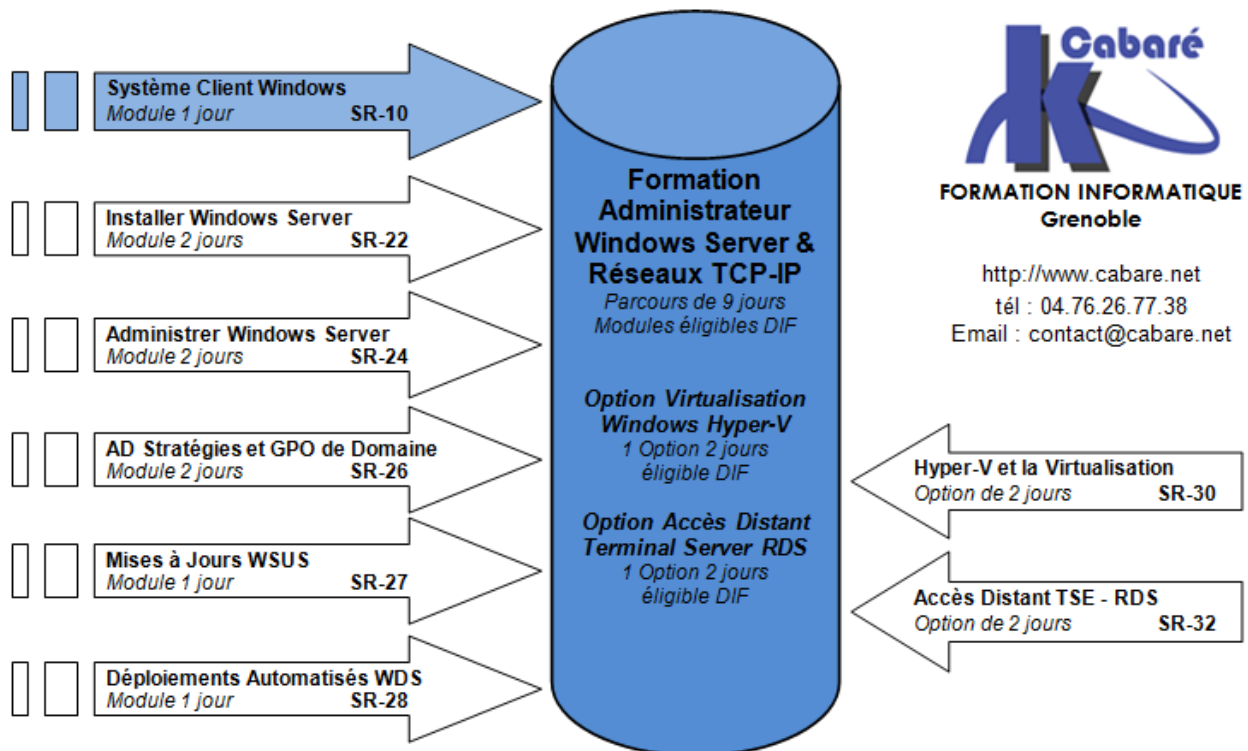 Système Client Windows
Module 1 jour SR-10
Installer Windows Server
Module 2 jours SR-22
Administrer Windows Server
Module 2 jours SR-24
AD Stratégies et GPO de Domaine
Module 2 jours SR-26
Mises à Jours WSUS
Module 1 jour SR-27
Déploiements Automatisés WDS
Module 1 jour SR-28
Formation
Administrateur
Windows Server &
Réseaux TCP-IP
Parcours de 9 jours
Modules éligibles DIF
Option Virtualisation
Windows Hyper-V
1 Option 2 jours
éligible DIF
Option Accès Distant
Terminal Server RDS
1 Option 2 jours
éligible DIF
Cabaré
FORMATION INFORMATIQUE
Grenoble
http://www.cabare.net
tél : 04.76.26.77.38
Email : contact@cabare.net
Hyper-V et la Virtualisation
Option de 2 jours SR-30
Accès Distant TSE - RDS
Option de 2 jours SR-32